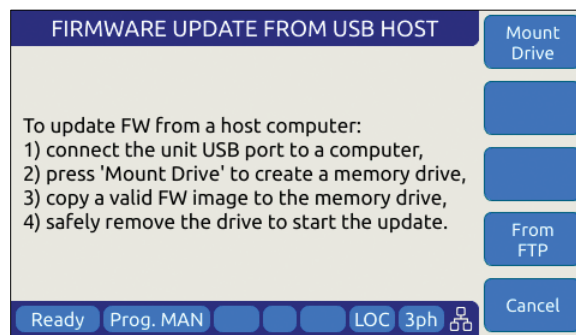 FIRMWARE UPDATE FROM USB HOST
Mount
Drive
To update FW from a host computer:
1) connect the unit USB port to a computer,
2) press 'Mount Drive' to create a memory drive,
3) copy a valid FW image to the memory drive,
4) safely remove the drive to start the update.
From
FTP
Cancel
Ready Prog. MAN LOC 3ph